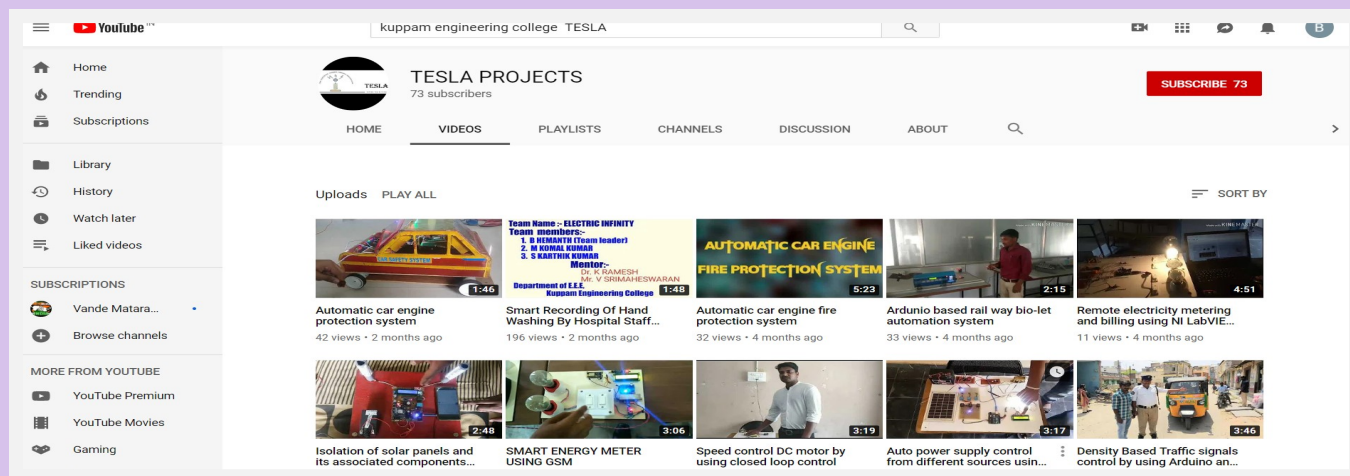 YouTube IN
kuppam engineering college TESLA
B
Home
Trending
Subscriptions
Library
History
Watch later
Liked videos
SUBSCRIPTIONS
Vande Matara...
Browse channels
MORE FROM YOUTUBE
YouTube Premium
YouTube Movies
Gaming
TESLA
TESLA PROJECTS
73 subscribers
SUBSCRIBE 73
HOME VIDEOS PLAYLISTS CHANNELS DISCUSSION ABOUT
Uploads PLAY ALL
SORT BY
CAR SAFETY SYSTEM
1:46
Automatic car engine
protection system
42 views • 2 months ago
Team Name :- ELECTRIC INFINITY
Team members:-
1. B HEMANTH (Team leader)
2. M KOMAL KUMAR
3. S KARTHIK KUMAR
Mentor:-
Dr. K RAMESH
Mr. V SRIMAHESWARAN
Department of E.E.E,
Kuppam Engineering College
1:48
Smart Recording Of Hand
Washing By Hospital Staff...
196 views • 2 months ago
AUTOMATIC CAR ENGINE
FIRE PROTECTION SYSTEM
5:23
Automatic car engine fire
protection system
32 views • 4 months ago
KINEMASTER
2:15
Ardunio based rail way bio-let
automation system
33 views • 4 months ago
KINEMASTER
4:51
Remote electricity metering
and billing using NI LabVIE...
11 views • 4 months ago
2:48
Isolation of solar panels and
its associated components...
3:06
SMART ENERGY METER
USING GSM
3:19
Speed control DC motor by
using closed loop control
3:17
Auto power supply control
from different sources usin...
3:46
Density Based Traffic signals
control by using Arduino an...